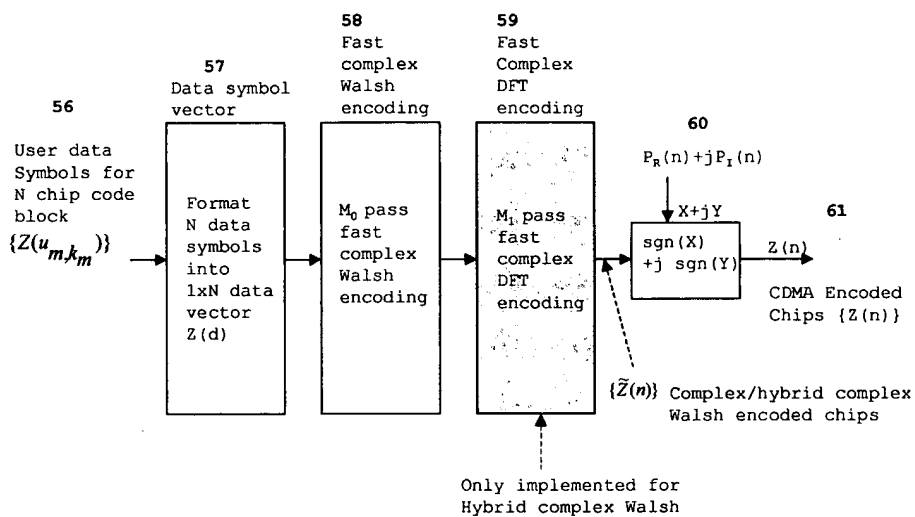 56
User data
Symbols for
N chip code
block
{Z(u_{m,k_m})}
57
Data symbol
vector
Format
N data
symbols
into
1xN data
vector
Z(d)
58
Fast
complex
Walsh
encoding
M₀ pass
fast
complex
Walsh
encoding
59
Fast
Complex
DFT
encoding
M₁ pass
fast
complex
DFT
encoding
60
P_R(n)+jP_I(n)
X+jY
sgn(X)
+j sgn(Y)
61
Z(n)
CDMA Encoded
Chips {Z(n)}
{Z̃(n)} Complex/hybrid complex
Walsh encoded chips
Only implemented for
Hybrid complex Walsh